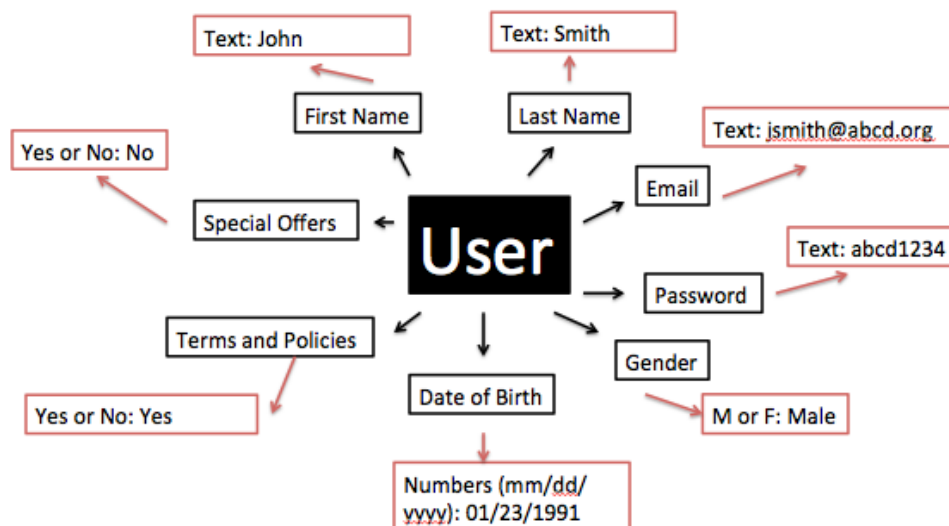 Text: John
Text: Smith
First Name
Last Name
Text: jsmith@abcd.org
Yes or No: No
Email
Special Offers
User
Text: abcd1234
Password
Terms and Policies
Gender
Date of Birth
Yes or No: Yes
M or F: Male
Numbers (mm/dd/
yyyy): 01/23/1991